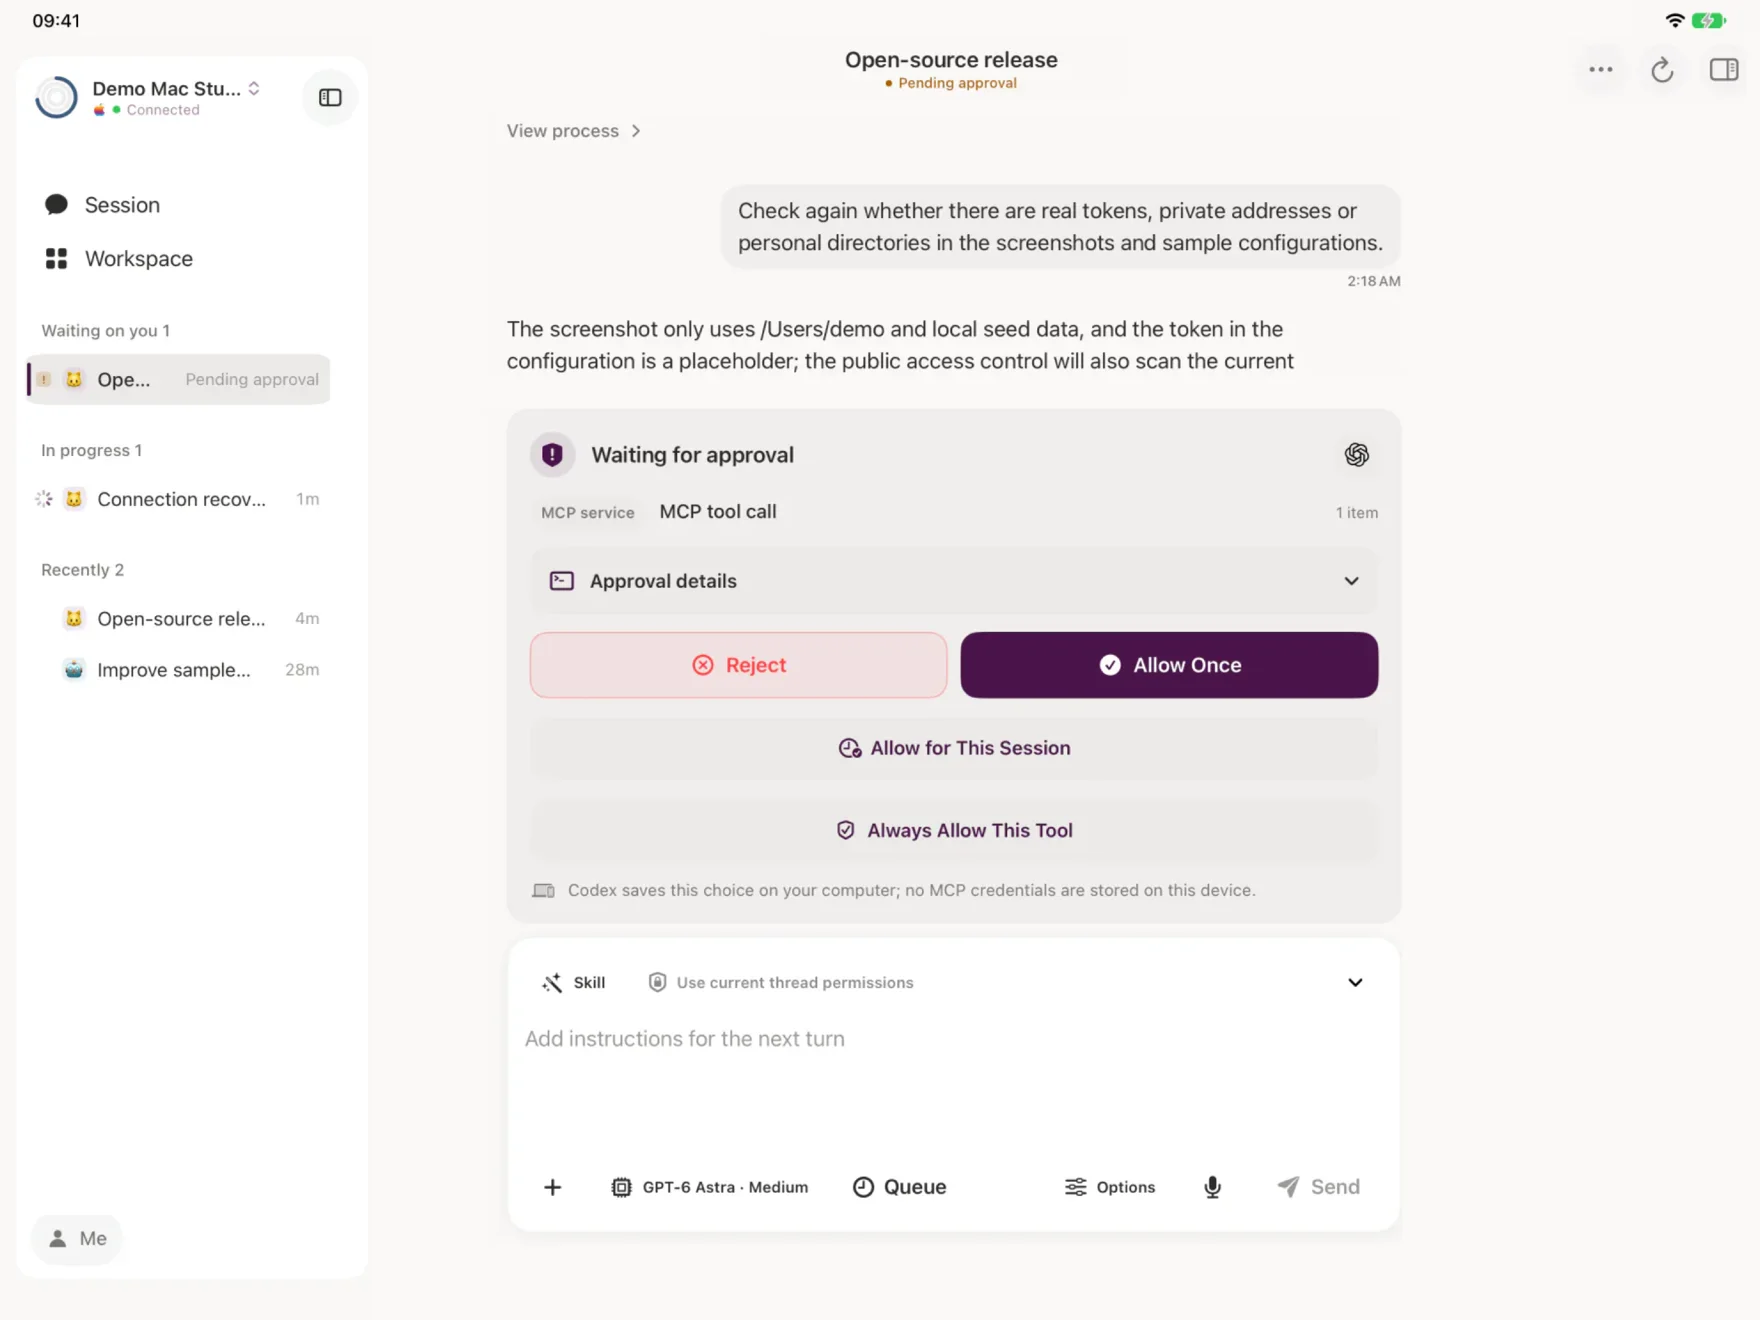 09:41
Demo Mac Stu...
Connected
Session
Workspace
Waiting on you 1
Ope... Pending approval
In progress 1
Connection recov... 1m
Recently 2
Open-source rele... 4m
Improve sample... 28m
Me
Open-source release
Pending approval
View process
Check again whether there are real tokens, private addresses or
personal directories in the screenshots and sample configurations.
2:18 AM
The screenshot only uses /Users/demo and local seed data, and the token in the
configuration is a placeholder; the public access control will also scan the current
Waiting for approval
MCP service MCP tool call 1 item
Approval details
Reject Allow Once
Allow for This Session
Always Allow This Tool
Codex saves this choice on your computer; no MCP credentials are stored on this device.
Skill Use current thread permissions
Add instructions for the next turn
GPT-6 Astra · Medium Queue Options Send